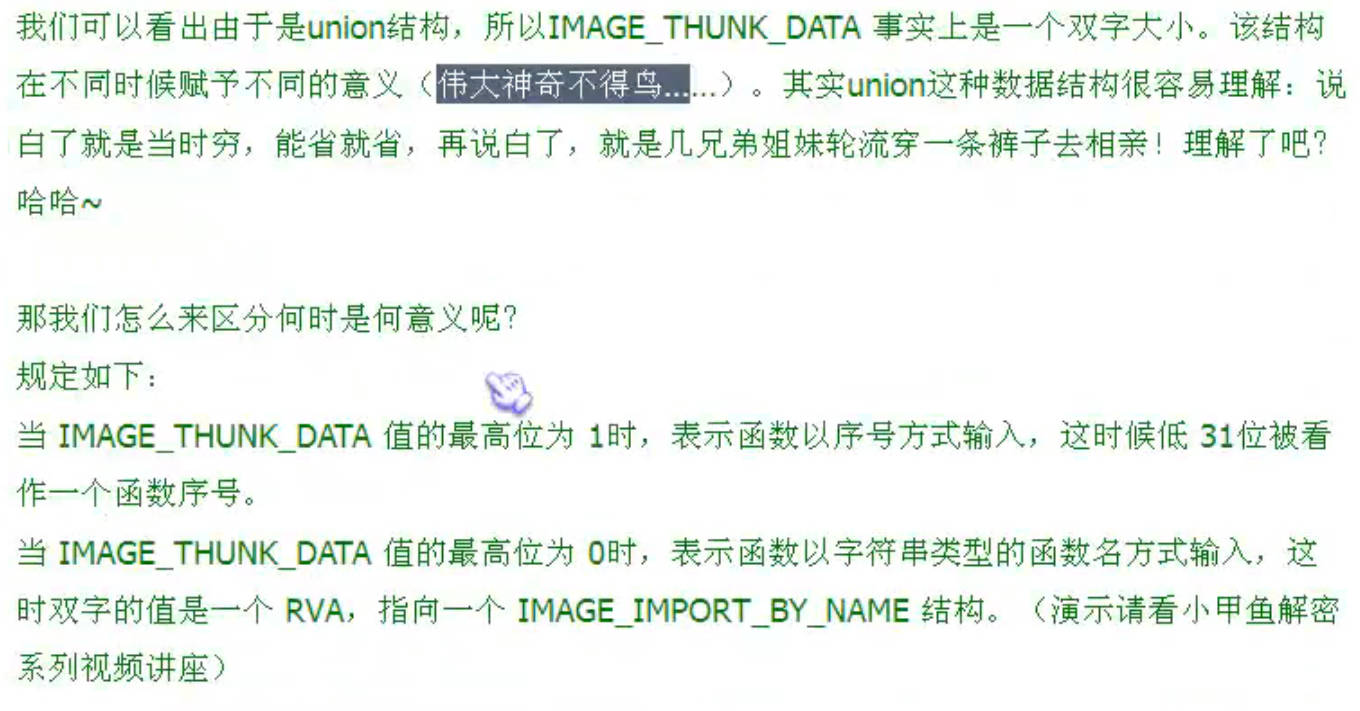 我们可以看出由于是union结构，所以IMAGE_THUNK_DATA 事实上是一个双字大小。该结构
在不同时候赋予不同的意义（伟大神奇不得鸟......）。其实union这种数据结构很容易理解：说
白了就是当时穷，能省就省，再说白了，就是几兄弟姐妹轮流穿一条裤子去相亲！理解了吧？
哈哈~
那我们怎么来区分何时是何意义呢？
规定如下：
当 IMAGE_THUNK_DATA 值的最高位为 1时，表示函数以序号方式输入，这时候低 31位被看
作一个函数序号。
当 IMAGE_THUNK_DATA 值的最高位为 0时，表示函数以字符串类型的函数名方式输入，这
时双字的值是一个 RVA，指向一个 IMAGE_IMPORT_BY_NAME 结构。（演示请看小甲鱼解密
系列视频讲座）